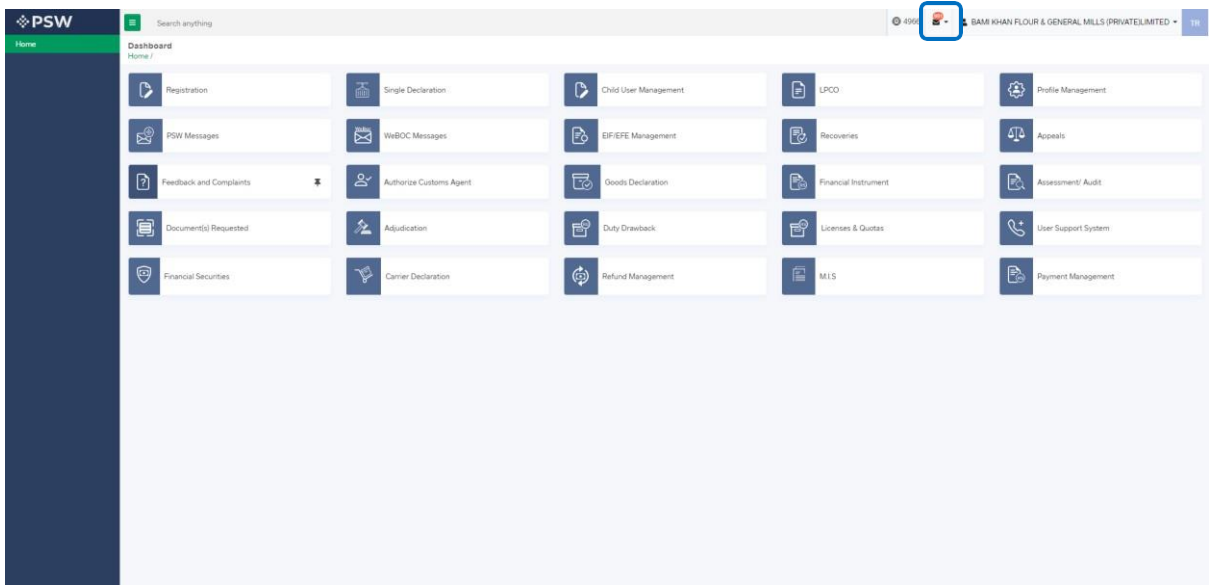 PSW
Search anything
BAMI KHAN FLOUR & GENERAL MILLS (PRIVATE)LIMITED
TR
Home
Dashboard
Home /
Registration
Single Declaration
Child User Management
LPCO
Profile Management
PSW Messages
WeBOC Messages
EIF/EFE Management
Recoveries
Appeals
Feedback and Complaints
Authorize Customs Agent
Goods Declaration
Financial Instrument
Assessment/ Audit
Document(s) Requested
Adjudication
Duty Drawback
Licenses & Quotas
User Support System
Financial Securities
Carrier Declaration
Refund Management
M.I.S
Payment Management